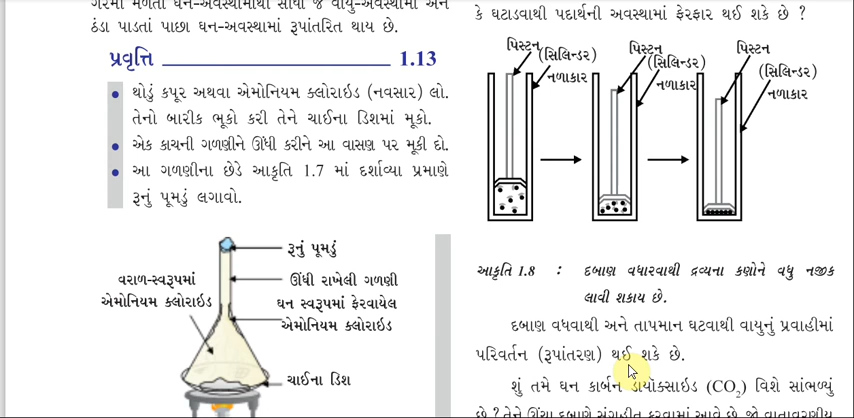 ગરમી મળતાં ઘન-અવસ્થામાંથી સીધા જ વાયુ-અવસ્થામાં અને
ઠંડા પાડતાં પાછા ઘન-અવસ્થામાં રૂપાંતરિત થાય છે.
પ્રવૃત્તિ 1.13
• થોડું કપૂર અથવા એમોનિયમ ક્લોરાઇડ (નવસાર) લો. તેનો બારીક ભૂકો કરી તેને ચાઈના ડિશમાં મૂકો.
• એક કાચની ગળણીને ઊંધી કરીને આ વાસણ પર મૂકી દો.
• આ ગળણીના છેડે આકૃતિ 1.7 માં દર્શાવ્યા પ્રમાણે
રૂનું પૂમડું લગાવો.
રૂનું પૂમડું
વરાળ-સ્વરૂપમાં
એમોનિયમ ક્લોરાઇડ
ઊંધી રાખેલી ગળણી
ઘન સ્વરૂપમાં ફેરવાયેલ
એમોનિયમ ક્લોરાઇડ
ચાઈના ડિશ
કે ઘટાડવાથી પદાર્થની અવસ્થામાં ફેરફાર થઈ શકે છે ?
પિસ્ટન
(સિલિન્ડર)
નળાકાર
પિસ્ટન
(સિલિન્ડર)
નળાકાર
પિસ્ટન
(સિલિન્ડર)
નળાકાર
આકૃતિ 1.8 : દબાણ વધારવાથી દ્રવ્યના કણોને વધુ નજીક
લાવી શકાય છે.
દબાણ વધવાથી અને તાપમાન ઘટવાથી વાયુનું પ્રવાહીમાં
પરિવર્તન (રૂપાંતરણ) થઈ શકે છે.
શું તમે ઘન કાર્બન ડાયૉક્સાઇડ (CO₂) વિશે સાંભળ્યું
છે ? તેને ઊંચા દબાણે સંગૃહીત કરવામાં આવે છે. જો વાતાવરણીય